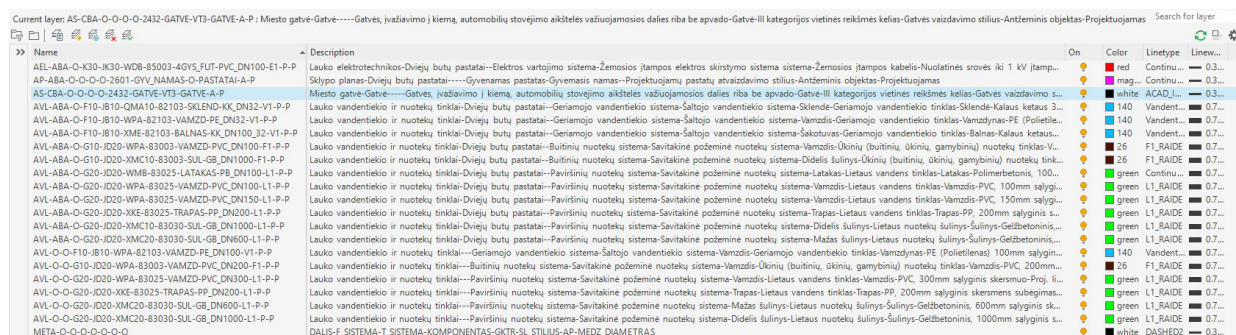 Current layer: AS-CBA-O-O-O-O-2432-GATVE-VT3-GATVE-A-P : Miesto gatvė-Gatvė-----Gatvės, įvažiavimo į kiemą, automobilių stovėjimo aikštelės važiuojamosios dalies riba be apvado-Gatvė-III kategorijos vietinės reikšmės kelias-Gatvės vaizdavimo stilius-Antžeminis objektas-Projektuojamas Search for layer
Name Description On Color Linetype Linew...
AEL-ABA-O-K30-JK30-WDB-85003-4GYS_FUT-PVC_DN100-E1-P-P Lauko elektrotechnikos-Dviejų butų pastatai--Elektros vartojimo sistema-Žemosios įtampos elektros skirstymo sistema sistema-Žemosios įtampos kabelis-Nuolatinės srovės iki 1 kV įtamp... red Continu... 0.3...
AP-ABA-O-O-O-O-2601-GYV_NAMAS-O-PASTATAI-A-P Sklypo planas-Dviejų butų pastatai-----Gyvenamas pastatas-Gyvenasis namas--Projektuojamų pastatų atvaizdavimo stilius-Antžeminis objektas-Projektuojamas mag... Continu... 0.3...
AS-CBA-O-O-O-O-2432-GATVE-VT3-GATVE-A-P Miesto gatvė-Gatvė-----Gatvės, įvažiavimo į kiemą, automobilių stovėjimo aikštelės važiuojamosios dalies riba be apvado-Gatvė-III kategorijos vietinės reikšmės kelias-Gatvės vaizdavimo s... white ACAD_I... 0.3...
AVL-ABA-O-F10-JB10-QMA10-82103-SKLEND-KK_DN32-V1-P-P Lauko vandentiekio ir nuotekų tinklai-Dviejų butų pastatai--Geriamojo vandentiekio sistema-Šaltojo vandentiekio sistema-Sklendė-Geriamojo vandentiekio tinklas-Sklendė-Kalaus ketaus 3... 140 Vandent... 0.7...
AVL-ABA-O-F10-JB10-WPA-82103-VAMZD-PE_DN32-V1-P-P Lauko vandentiekio ir nuotekų tinklai-Dviejų butų pastatai--Geriamojo vandentiekio sistema-Šaltojo vandentiekio sistema-Vamzdis-Geriamojo vandentiekio tinklas-Vamzdynas-PE (Polietile... 140 Vandent... 0.7...
AVL-ABA-O-F10-JB10-XME-82103-BALNAS-KK_DN100_32-V1-P-P Lauko vandentiekio ir nuotekų tinklai-Dviejų butų pastatai--Geriamojo vandentiekio sistema-Šaltojo vandentiekio sistema-Šakotuvas-Geriamojo vandentiekio tinklas-Balnas-Kalaus ketaus... 140 Vandent... 0.7...
AVL-ABA-O-G10-JD20-WPA-83003-VAMZD-PVC_DN100-F1-P-P Lauko vandentiekio ir nuotekų tinklai-Dviejų butų pastatai--Buitinių nuotekų sistema-Savitakinė požeminė nuotekų sistema-Vamzdis-Ūkinių (buitinių, ūkinių, gamybinių) nuotekų tinklas-V... 26 F1_RAIDE 0.7...
AVL-ABA-O-G10-JD20-XMC10-83003-SUL-GB_DN1000-F1-P-P Lauko vandentiekio ir nuotekų tinklai-Dviejų butų pastatai--Buitinių nuotekų sistema-Savitakinė požeminė nuotekų sistema-Didelis šulinys-Ūkinių (buitinių, ūkinių, gamybinių) nuotekų tink... 26 F1_RAIDE 0.7...
AVL-ABA-O-G20-JD20-WMB-83025-LATAKAS-PB_DN100-L1-P-P Lauko vandentiekio ir nuotekų tinklai-Dviejų butų pastatai--Paviršinių nuotekų sistema-Savitakinė požeminė nuotekų sistema-Latakas-Lietaus vandens tinklas-Latakas-Polimerbetonis, 100... green Continu... 0.7...
AVL-ABA-O-G20-JD20-WPA-83025-VAMZD-PVC_DN100-L1-P-P Lauko vandentiekio ir nuotekų tinklai-Dviejų butų pastatai--Paviršinių nuotekų sistema-Savitakinė požeminė nuotekų sistema-Vamzdis-Lietaus vandens tinklas-Vamzdis-PVC, 100mm sąlygi... green L1_RAIDE 0.7...
AVL-ABA-O-G20-JD20-WPA-83025-VAMZD-PVC_DN150-L1-P-P Lauko vandentiekio ir nuotekų tinklai-Dviejų butų pastatai--Paviršinių nuotekų sistema-Savitakinė požeminė nuotekų sistema-Vamzdis-Lietaus vandens tinklas-Vamzdis-PVC, 150mm sąlygi... green L1_RAIDE 0.7...
AVL-ABA-O-G20-JD20-XKE-83025-TRAPAS-PP_DN200-L1-P-P Lauko vandentiekio ir nuotekų tinklai-Dviejų butų pastatai--Paviršinių nuotekų sistema-Savitakinė požeminė nuotekų sistema-Trapas-Lietaus vandens tinklas-Trapas-PP, 200mm sąlyginis s... green L1_RAIDE 0.7...
AVL-ABA-O-G20-JD20-XMC10-83030-SUL-GB_DN1000-L1-P-P Lauko vandentiekio ir nuotekų tinklai-Dviejų butų pastatai--Paviršinių nuotekų sistema-Savitakinė požeminė nuotekų sistema-Didelis šulinys-Lietaus nuotekų šulinys-Šulinys-Gelžbetoninis,... green L1_RAIDE 0.7...
AVL-ABA-O-G20-JD20-XMC20-83030-SUL-GB_DN600-L1-P-P Lauko vandentiekio ir nuotekų tinklai-Dviejų butų pastatai--Paviršinių nuotekų sistema-Savitakinė požeminė nuotekų sistema-Mažas šulinys-Lietaus nuotekų šulinys-Šulinys-Gelžbetoninis,... green L1_RAIDE 0.7...
AVL-O-O-F10-JB10-WPA-82103-VAMZD-PE_DN100-V1-P-P Lauko vandentiekio ir nuotekų tinklai---Geriamojo vandentiekio sistema-Šaltojo vandentiekio sistema-Vamzdis-Geriamojo vandentiekio tinklas-Vamzdynas-PE (Polietilenas) 100mm sąlygin... 140 Vandent... 0.7...
AVL-O-O-G10-JD20-WPA-83003-VAMZD-PVC_DN200-F1-P-P Lauko vandentiekio ir nuotekų tinklai---Buitinių nuotekų sistema-Savitakinė požeminė nuotekų sistema-Vamzdis-Ūkinių (buitinių, ūkinių, gamybinių) nuotekų tinklas-Vamzdis-PVC, 200mm... 26 F1_RAIDE 0.7...
AVL-O-O-G20-JD20-WPA-83025-VAMZD-PVC_DN300-L1-P-P Lauko vandentiekio ir nuotekų tinklai---Paviršinių nuotekų sistema-Savitakinė požeminė nuotekų sistema-Vamzdis-Lietaus vandens tinklas-Vamzdis-PVC, 300mm sąlyginis skersmuo-Proj. li... green L1_RAIDE 0.7...
AVL-O-O-G20-JD20-XKE-83025-TRAPAS-PP_DN200-L1-P-P Lauko vandentiekio ir nuotekų tinklai---Paviršinių nuotekų sistema-Savitakinė požeminė nuotekų sistema-Trapas-Lietaus vandens tinklas-Trapas-PP, 200mm sąlyginis skersmens subėgimas... green L1_RAIDE 0.7...
AVL-O-O-G20-JD20-XMC20-83030-SUL-GB_DN600-L1-P-P Lauko vandentiekio ir nuotekų tinklai---Paviršinių nuotekų sistema-Savitakinė požeminė nuotekų sistema-Mažas šulinys-Lietaus nuotekų šulinys-Šulinys-Gelžbetoninis, 600mm sąlyginis sk... green L1_RAIDE 0.7...
AVL-O-O-G20-JD20-XMC20-83030-SUL-GB_DN1000-L1-P-P Lauko vandentiekio ir nuotekų tinklai---Paviršinių nuotekų sistema-Savitakinė požeminė nuotekų sistema-Didelis šulinys-Lietaus nuotekų šulinys-Šulinys-Gelžbetoninis, 1000mm sąlyginis s... green L1_RAIDE 0.7...
META-O-O-O-O-O-O-O DALIS-F_SISTEMA-T_SISTEMA-KOMPONENTAS-GKTR-SL_STILIUS-AP-MEDZ_DIAMETRAS white DASHED2 0.3...